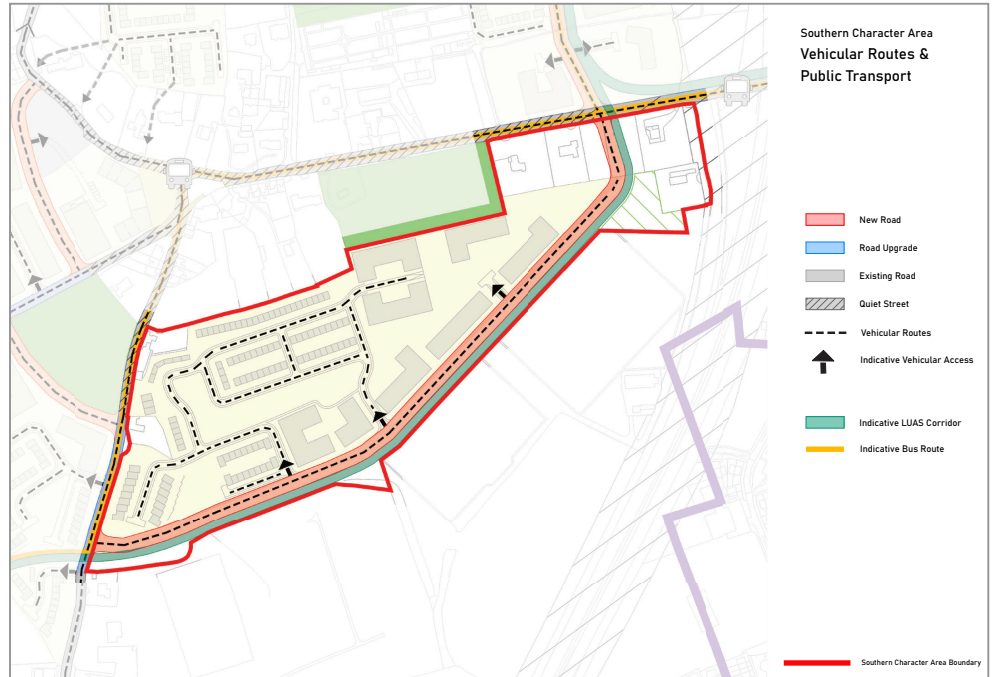 Southern Character Area
Vehicular Routes &
Public Transport
New Road
Road Upgrade
Existing Road
Quiet Street
Vehicular Routes
Indicative Vehicular Access
Indicative LUAS Corridor
Indicative Bus Route
Southern Character Area Boundary